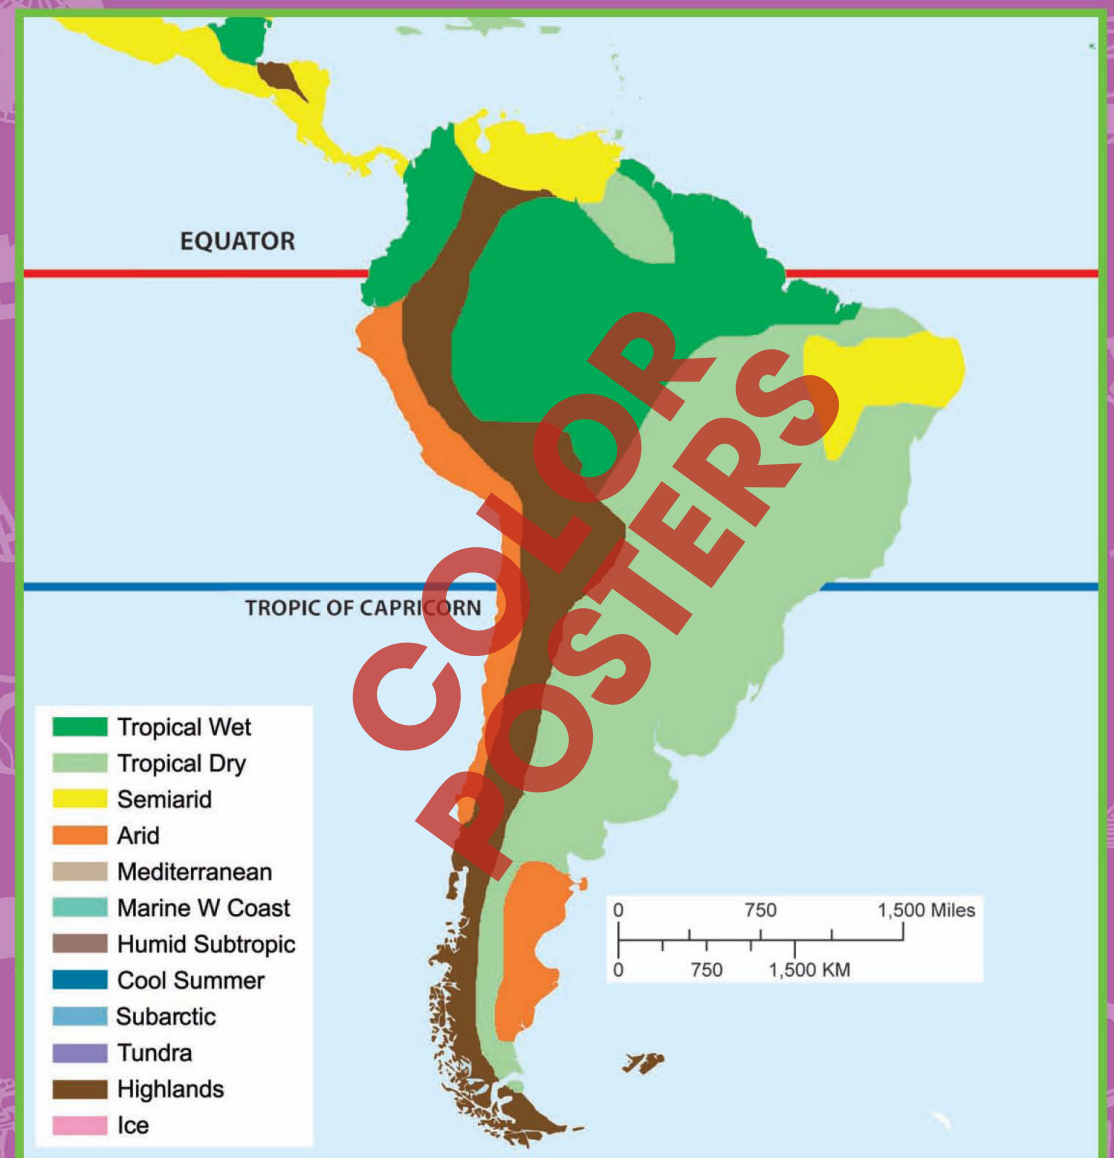 EQUATOR
TROPIC OF CAPRICORN
COLOR
POSTERS
Tropical Wet
Tropical Dry
Semiarid
Arid
Mediterranean
Marine W Coast
Humid Subtropic
Cool Summer
Subarctic
Tundra
Highlands
Ice
0 750 1,500 Miles
0 750 1,500 KM